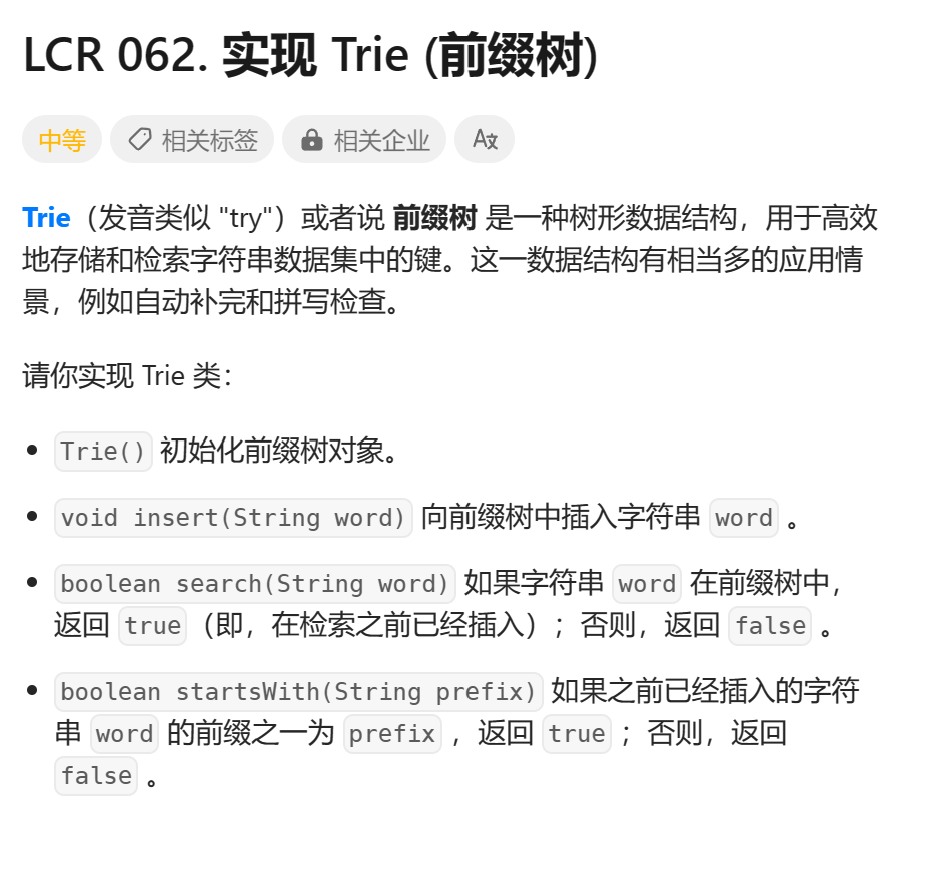 LCR 062. 实现 Trie (前缀树)
中等 相关标签 相关企业 A文
Trie（发音类似 "try"）或者说 前缀树 是一种树形数据结构，用于高效
地存储和检索字符串数据集中的键。这一数据结构有相当多的应用情
景，例如自动补完和拼写检查。
请你实现 Trie 类：
Trie() 初始化前缀树对象。
void insert(String word) 向前缀树中插入字符串 word 。
boolean search(String word) 如果字符串 word 在前缀树中，
返回 true（即，在检索之前已经插入）；否则，返回 false 。
boolean startsWith(String prefix) 如果之前已经插入的字符
串 word 的前缀之一为 prefix ，返回 true ；否则，返回
false 。